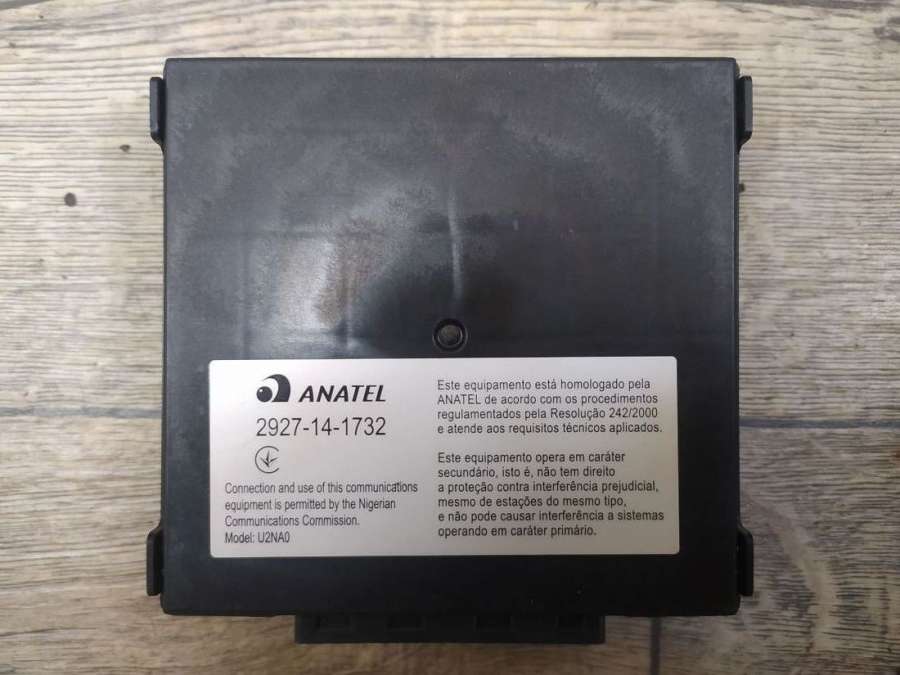 ANATEL
2927-14-1732
Connection and use of this communications
equipment is permitted by the Nigerian
Communications Commission.
Model: U2NA0
Este equipamento está homologado pela
ANATEL de acordo com os procedimentos
regulamentados pela Resolução 242/2000
e atende aos requisitos técnicos aplicados.
Este equipamento opera em caráter
secundário, isto é, não tem direito
a proteção contra interferência prejudicial,
mesmo de estações do mesmo tipo,
e não pode causar interferência a sistemas
operando em caráter primário.